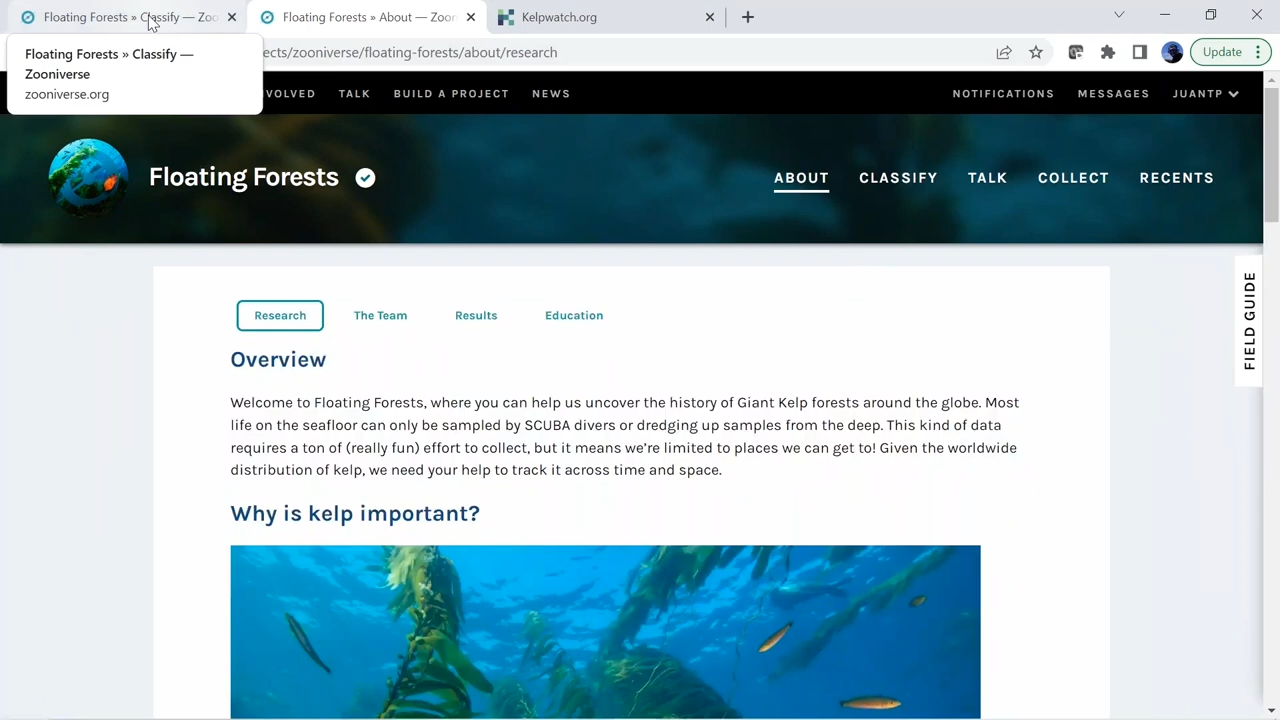 Floating Forests » Classify — Zoo
Floating Forests » About — Zoon
Kelpwatch.org
Floating Forests » Classify —
Zooniverse
zooniverse.org
ects/zooniverse/floating-forests/about/research
Update
VOLVED
TALK
BUILD A PROJECT
NEWS
NOTIFICATIONS
MESSAGES
JUANTP
Floating Forests
ABOUT
CLASSIFY
TALK
COLLECT
RECENTS
FIELD GUIDE
Research
The Team
Results
Education
Overview
Welcome to Floating Forests, where you can help us uncover the history of Giant Kelp forests around the globe. Most
life on the seafloor can only be sampled by SCUBA divers or dredging up samples from the deep. This kind of data
requires a ton of (really fun) effort to collect, but it means we're limited to places we can get to! Given the worldwide
distribution of kelp, we need your help to track it across time and space.
Why is kelp important?